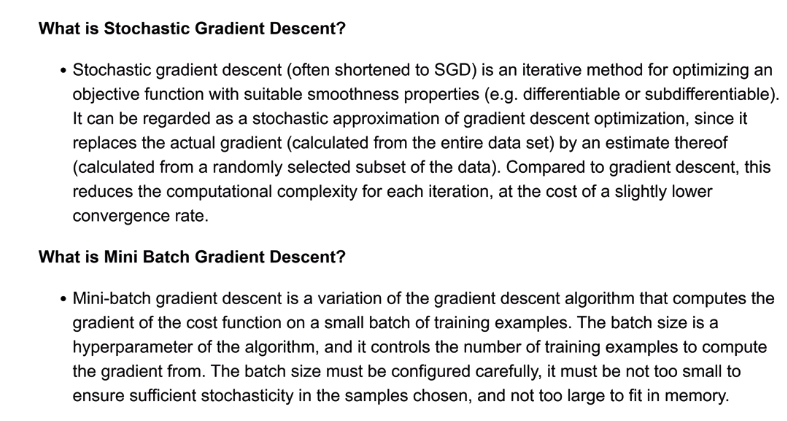 What is Stochastic Gradient Descent?
• Stochastic gradient descent (often shortened to SGD) is an iterative method for optimizing an
objective function with suitable smoothness properties (e.g. differentiable or subdifferentiable).
It can be regarded as a stochastic approximation of gradient descent optimization, since it
replaces the actual gradient (calculated from the entire data set) by an estimate thereof
(calculated from a randomly selected subset of the data). Compared to gradient descent, this
reduces the computational complexity for each iteration, at the cost of a slightly lower
convergence rate.
What is Mini Batch Gradient Descent?
• Mini-batch gradient descent is a variation of the gradient descent algorithm that computes the
gradient of the cost function on a small batch of training examples. The batch size is a
hyperparameter of the algorithm, and it controls the number of training examples to compute
the gradient from. The batch size must be configured carefully, it must be not too small to
ensure sufficient stochasticity in the samples chosen, and not too large to fit in memory.